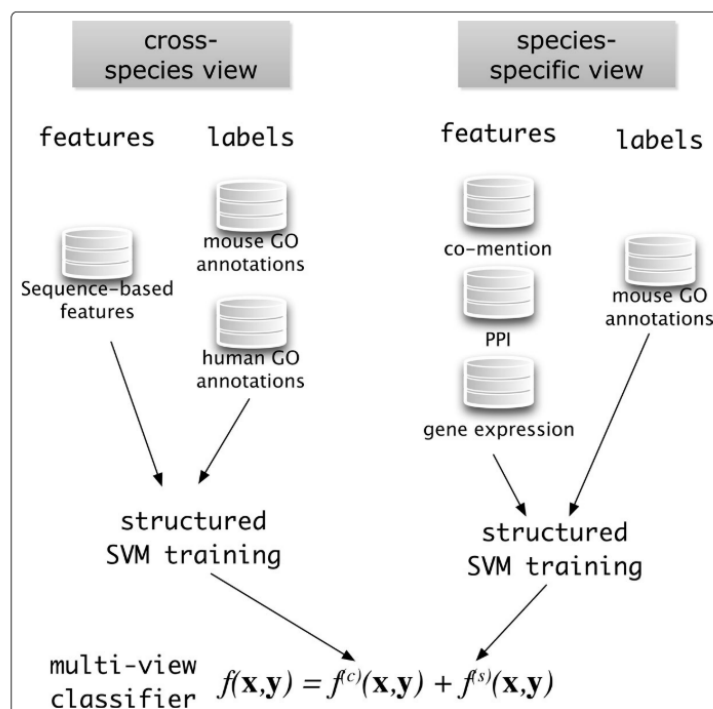 cross-
species view
species-
specific view
features
labels
features
labels
mouse GO
annotations
co-mention
Sequence-based
features
mouse GO
annotations
PPI
human GO
annotations
gene expression
structured
SVM training
structured
SVM training
multi-view
classifier
f(x,y) = f(c)(x,y) + f(s)(x,y)